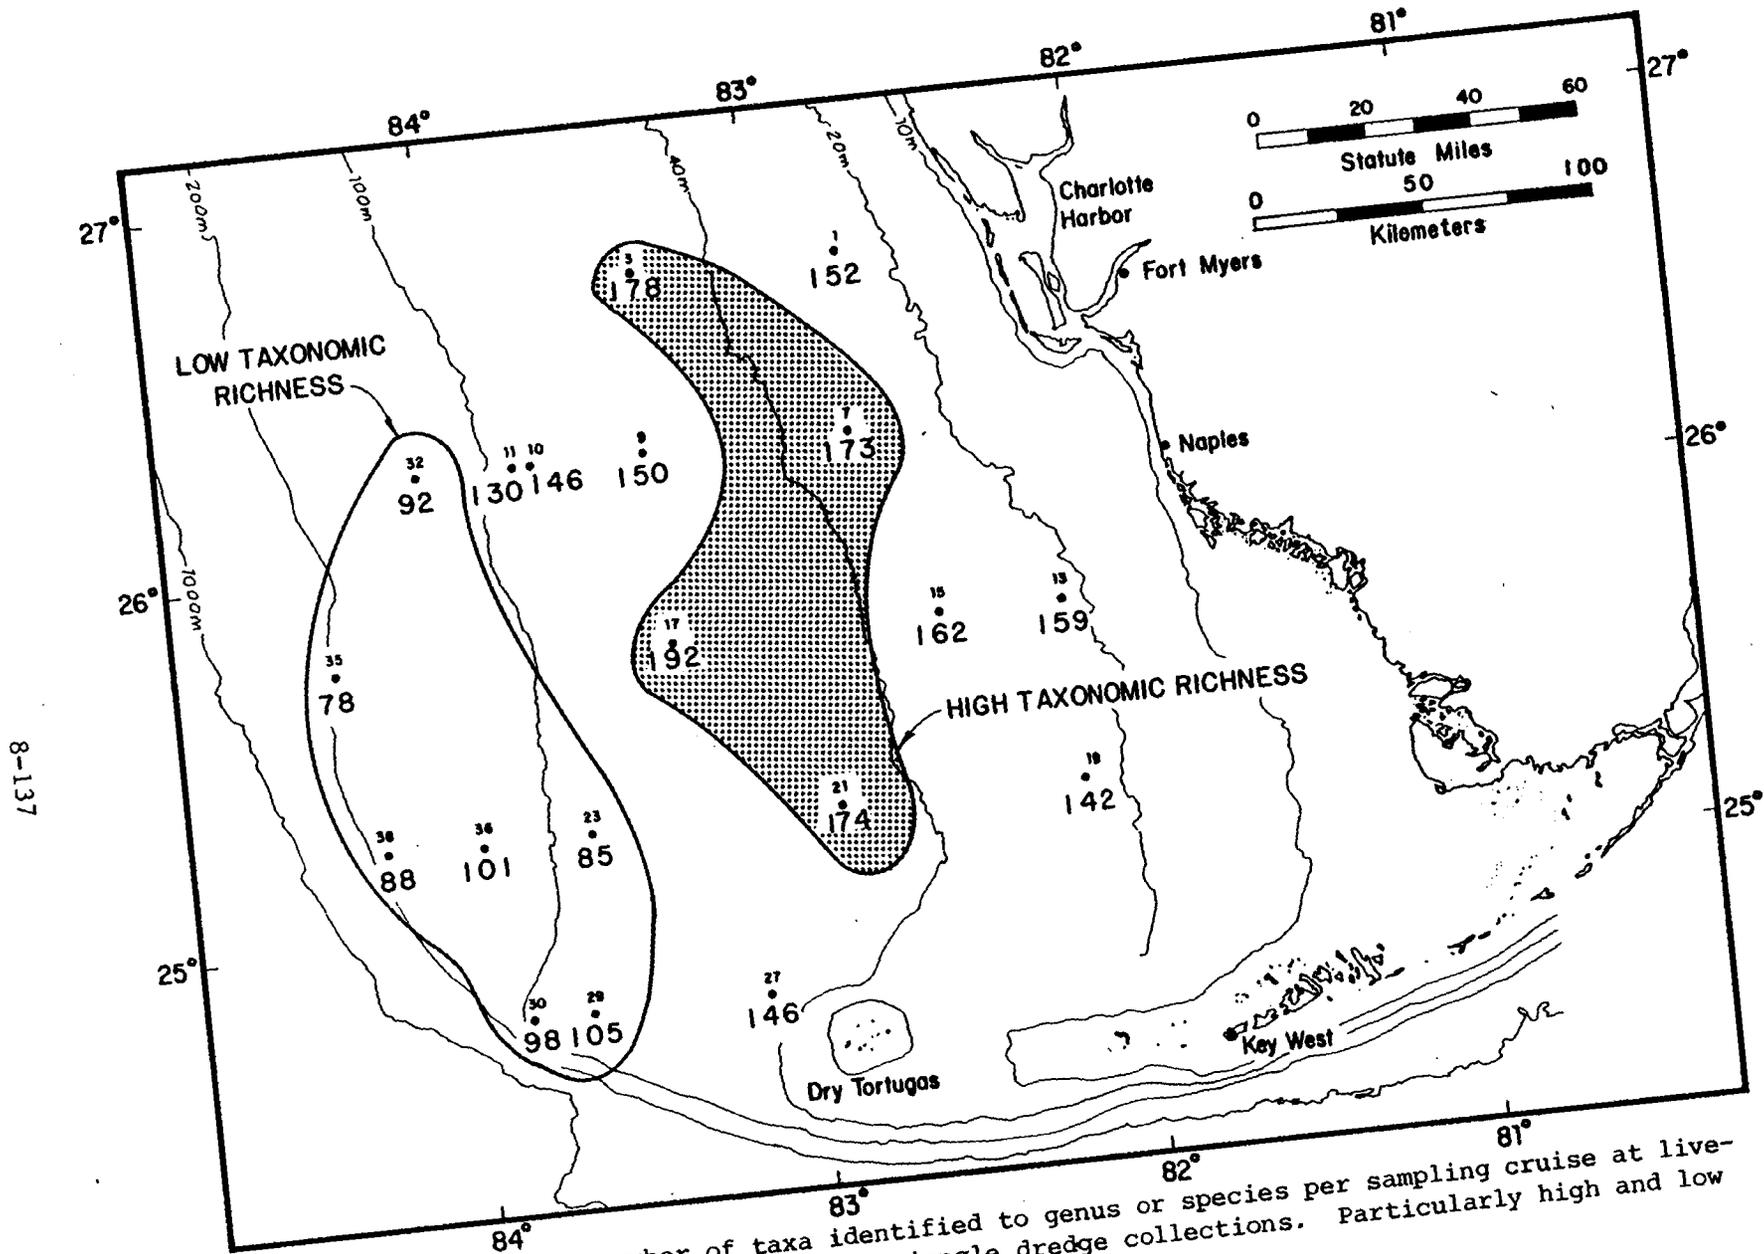 84°
83°
82°
81°
200m
100m
40m
20m
10m
0 20 40 60
Statute Miles
0 50 100
Kilometers
27°
27°
Charlotte
Harbor
Fort Myers
1
152
3
178
LOW TAXONOMIC
RICHNESS
7
173
9
150
11 10
130 146
32
92
Naples
26°
26°
1000m
13
159
15
162
17
192
35
78
HIGH TAXONOMIC RICHNESS
19
142
21
174
23
85
36
101
38
88
8-137
25°
25°
27
146
29
105
30
98
Key West
Dry Tortugas
84°
83°
82°
81°
of taxa identified to genus or species per sampling cruise at live-
dredge collections. Particularly high and low